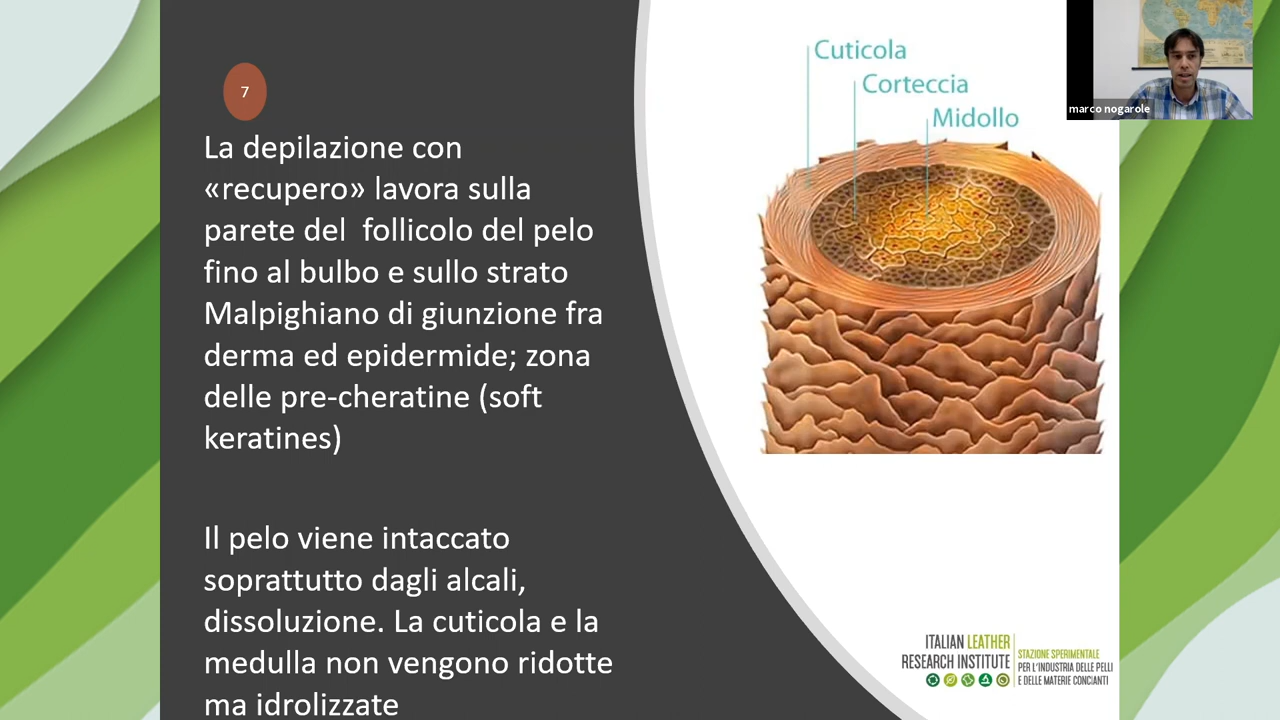 7
La depilazione con
«recupero» lavora sulla
parete del  follicolo del pelo
fino al bulbo e sullo strato
Malpighiano di giunzione fra
derma ed epidermide; zona
delle pre-cheratine (soft
keratines)
Il pelo viene intaccato
soprattutto dagli alcali,
dissoluzione. La cuticola e la
medulla non vengono ridotte
ma idrolizzate
Cuticola
Corteccia
Midollo
marco nogarole
ITALIAN LEATHER
RESEARCH INSTITUTE
STAZIONE SPERIMENTALE
PER L'INDUSTRIA DELLE PELLI
E DELLE MATERIE CONCIANTI